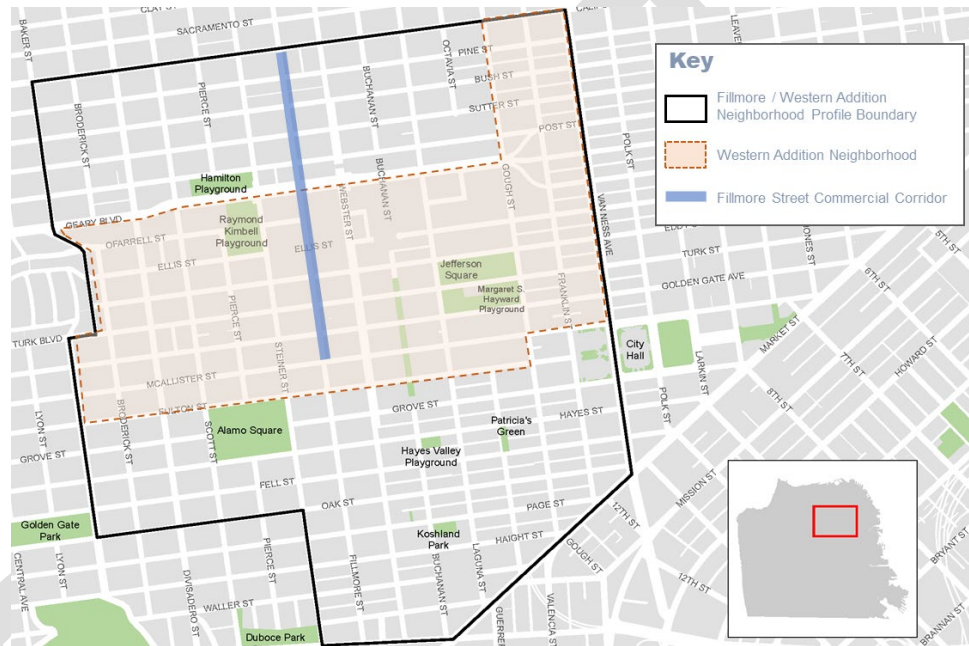 CLAY ST
SACRAMENTO ST
BAKER ST
PINE ST
OCTAVIA ST
BUSH ST
SUTTER ST
POST ST
BUCHANAN ST
PIERCE ST
BRODERICK ST
POLK ST
GOUGH ST
VAN NESS AVE
Key
Fillmore / Western Addition
Neighborhood Profile Boundary
Western Addition Neighborhood
Fillmore Street Commercial Corridor
Hamilton
Playground
WEBSTER ST
BUCHANAN ST
GEARY BLVD
OFARRELL ST
Raymond
Kimbell
Playground
ELLIS ST
ELLIS ST
Jefferson
Square
Margaret S.
Hayward
Playground
FRANKLIN ST
TURK ST
GOLDEN GATE AVE
JONES ST
5TH ST
6TH ST
7TH ST
8TH ST
HOWARD ST
MARKET ST
LARKIN ST
POLK ST
City
Hall
PIERCE ST
STEINER ST
TURK BLVD
MCALLISTER ST
FULTON ST
LYON ST
BRODERICK ST
SCOTT ST
Alamo Square
GROVE ST
GROVE ST
HAYES ST
Patricia's
Green
Hayes Valley
Playground
FELL ST
OAK ST
PAGE ST
HAIGHT ST
Koshland
Park
Golden Gate
Park
CENTRAL AVE
LYON ST
DIVISADERO ST
PIERCE ST
WALLER ST
Duboce Park
FILLMORE ST
BUCHANAN ST
LAGUNA ST
VALENCIA ST
GOUGH ST
12TH ST
12TH ST
MISSION ST
BRYANT ST
BRANNAN ST